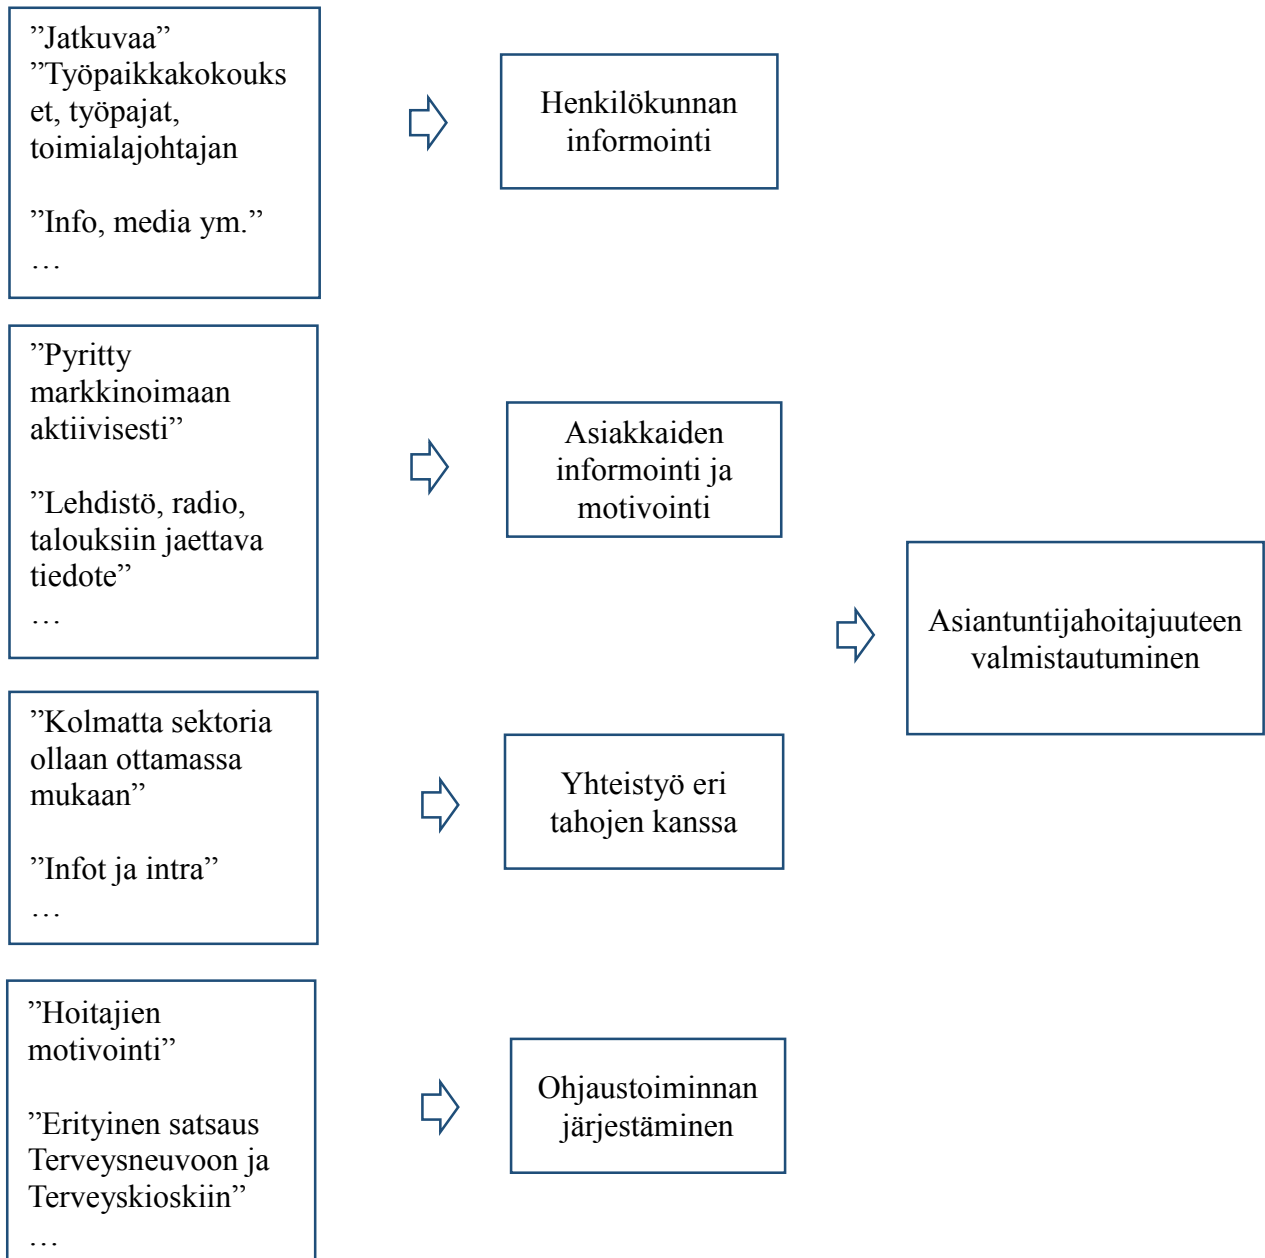 ”Jatkuvaa”
”Työpaikkakokouks
et, työpajat,
toimialajohtajan
”Info, media ym.”
…
Henkilökunnan
informointi
”Pyritty
markkinoimaan
aktiivisesti”
”Lehdistö, radio,
talouksiin jaettava
tiedote”
…
Asiakkaiden
informointi ja
motivointi
”Kolmatta sektoria
ollaan ottamassa
mukaan”
”Infot ja intra”
…
Yhteistyö eri
tahojen kanssa
”Hoitajien
motivointi”
”Erityinen satsaus
Terveysneuvoon ja
Terveyskioskiin”
…
Ohjaustoiminnan
järjestäminen
Asiantuntijahoitajuuteen
valmistautuminen